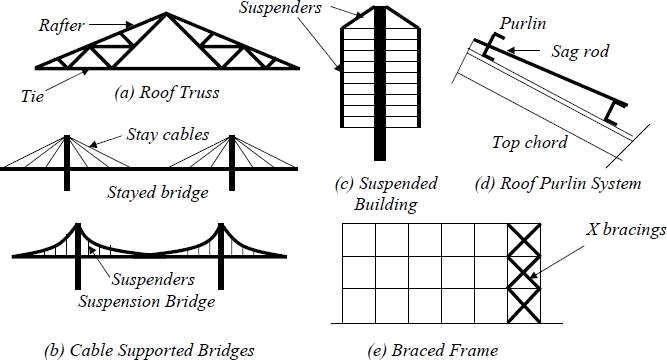 Rafter
Tie
(a) Roof Truss
Stay cables
Stayed bridge
Suspenders
Suspension Bridge
(b) Cable Supported Bridges
Suspenders
(c) Suspended
Building
Purlin
Sag rod
Top chord
(d) Roof Purlin System
X bracings
(e) Braced Frame